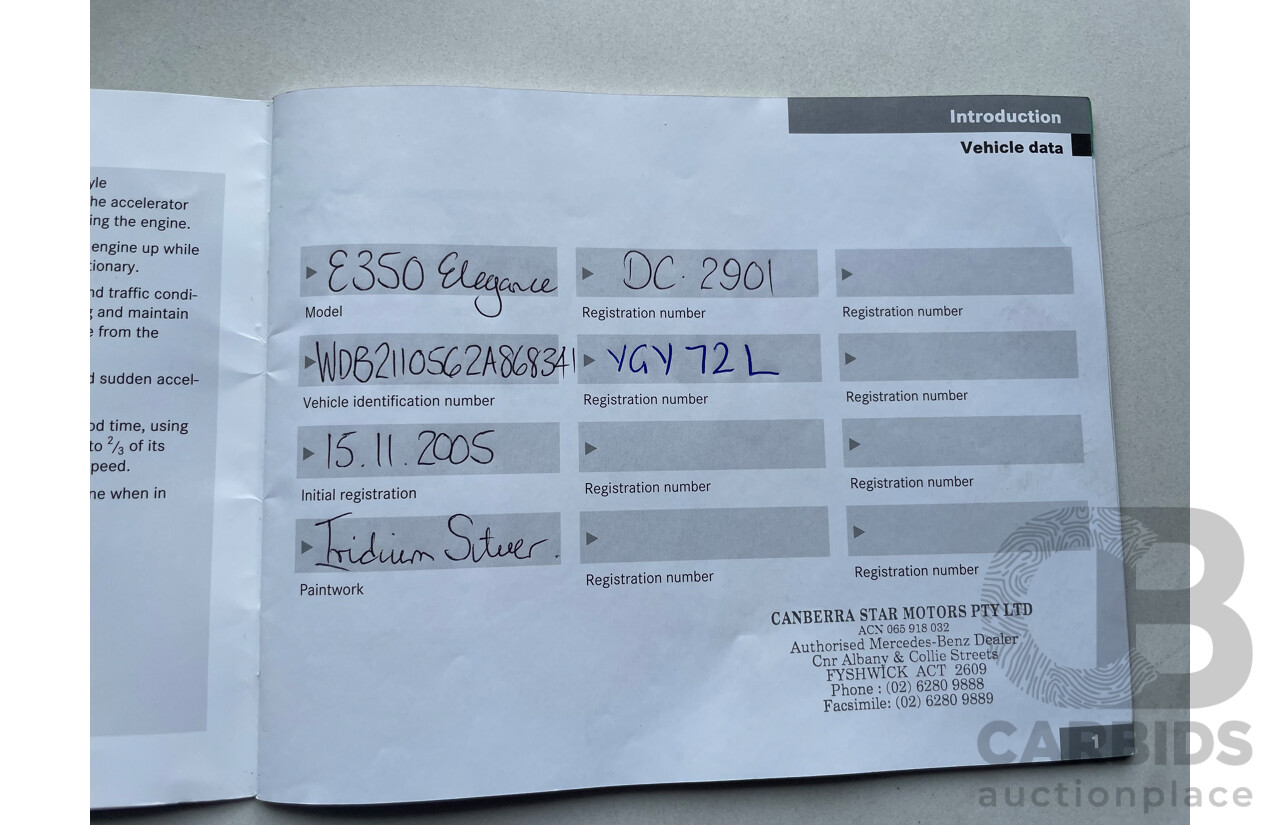 Introduction
Vehicle data
yle
he accelerator
ing the engine.
engine up while
ionary.
nd traffic condi-
g and maintain
e from the
d sudden accel-
od time, using
to 2/3 of its
peed.
ne when in
E350 Elegance
Model
WDB2110562A868341
Vehicle identification number
15.11.2005
Initial registration
Iridium Silver.
Paintwork
DC·2901
Registration number
YGY72L
Registration number
Registration number
Registration number
Registration number
Registration number
Registration number
Registration number
CANBERRA STAR MOTORS PTY LTD
ACN 065 918 032
Authorised Mercedes-Benz Dealer
Cnr Albany & Collie Streets
FYSHWICK ACT 2609
Phone : (02) 6280 9888
Facsimile: (02) 6280 9889
1
CB
CARBIDS
auctionplace